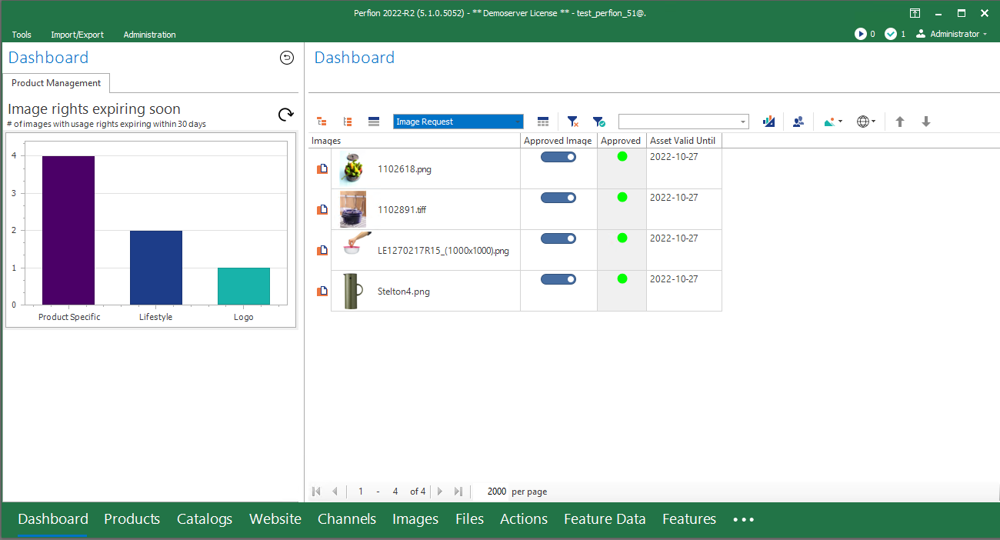 Perfion 2022-R2 (5.1.0.5052) - ** Demoserver License ** - test_perfion_51@.
Tools Import/Export Administration 0 1 Administrator
Dashboard
Product Management
Image rights expiring soon
# of images with usage rights expiring within 30 days
4
3
2
1
0
Product Specific Lifestyle Logo
Dashboard
Image Request
Images Approved Image Approved Asset Valid Until
1102618.png 2022-10-27
1102891.tiff 2022-10-27
LE1270217R15_(1000x1000).png 2022-10-27
Stelton4.png 2022-10-27
1 - 4 of 4 2000 per page
Dashboard Products Catalogs Website Channels Images Files Actions Feature Data Features •••